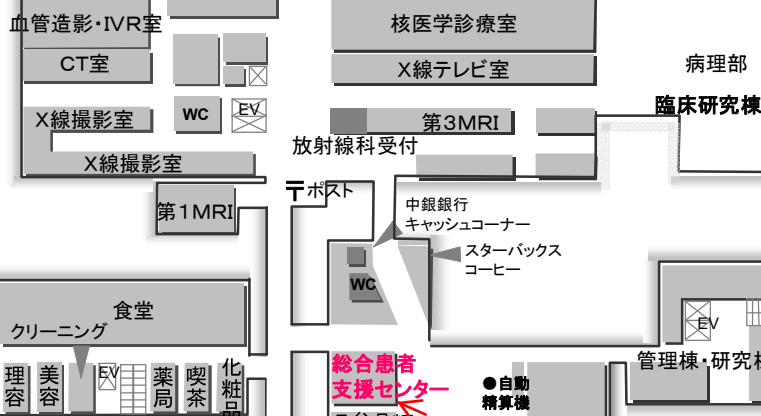 血管造影・IVR室
核医学診療室
CT室
X線テレビ室
病理部
臨床研究棟
X線撮影室
WC
EV
第3MRI
放射線科受付
X線撮影室
〒ポスト
第1MRI
中銀銀行
キャッシュコーナー
スターバックス
コーヒー
WC
食堂
クリーニング
EV
総合患者
支援センター
管理棟・研究棟
理容
美容
EV
薬局
喫茶
化粧品
●自動
精算機